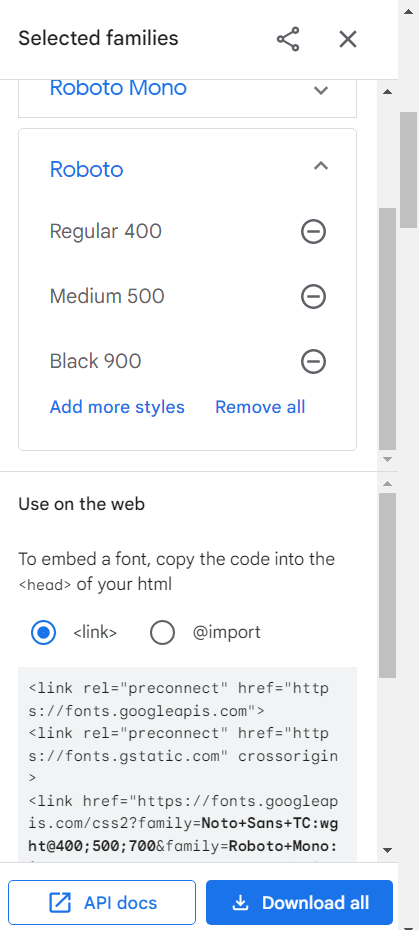 Selected families
Roboto Mono
Roboto
Regular 400
Medium 500
Black 900
Add more styles Remove all
Use on the web
To embed a font, copy the code into the
<head> of your html
<link> @import
<link rel="preconnect" href="http
s://fonts.googleapis.com">
<link rel="preconnect" href="http
s://fonts.gstatic.com" crossorigin
>
<link href="https://fonts.googleap
is.com/css2?family=Noto+Sans+TC:wg
ht@400;500;700&family=Roboto+Mono:
API docs Download all